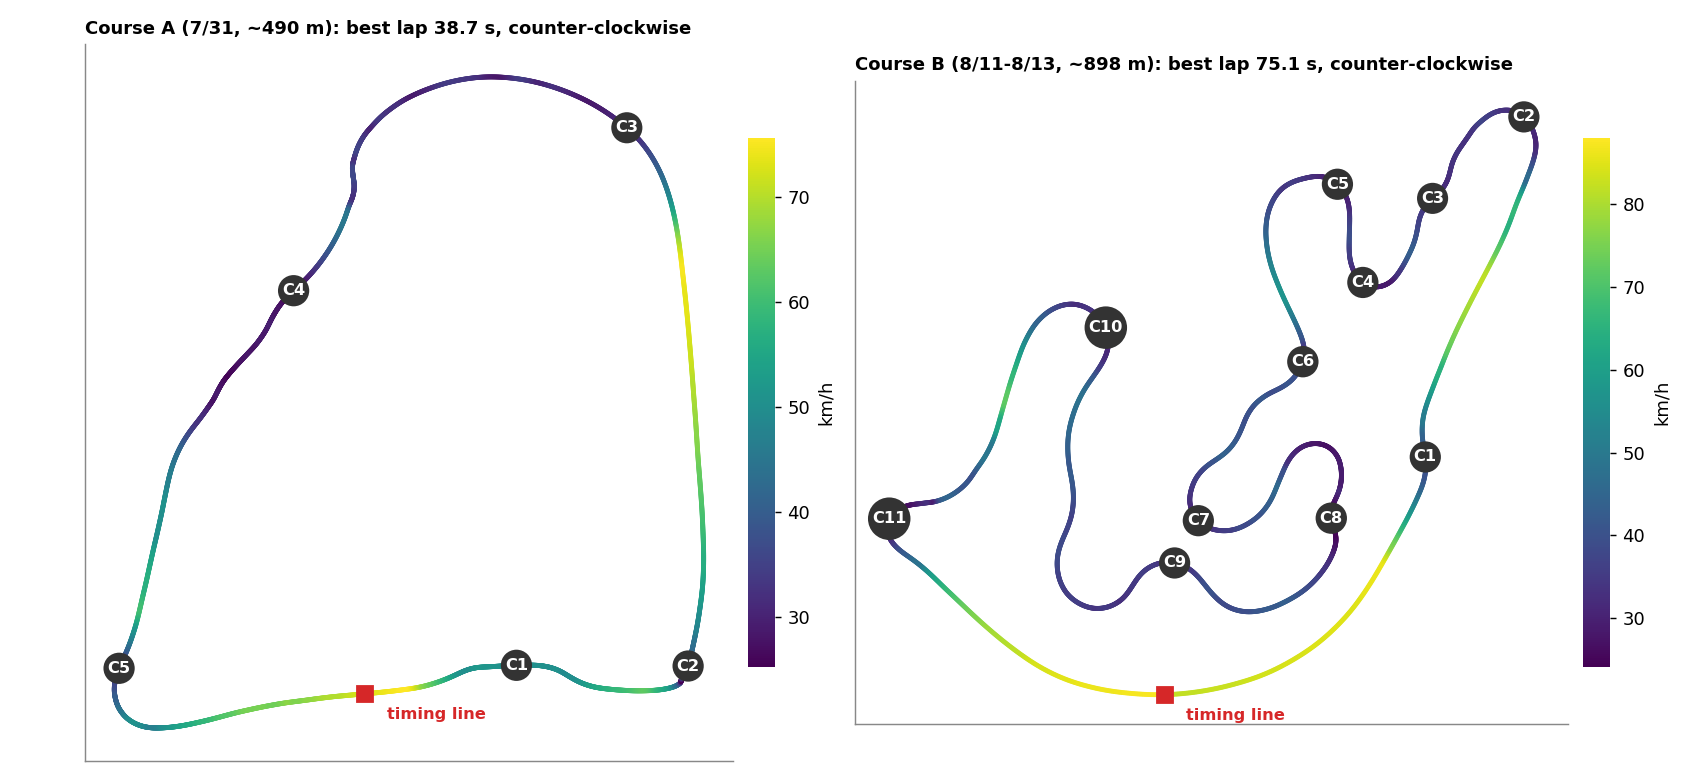 Course A (7/31, ~490 m): best lap 38.7 s, counter-clockwise
C3
C4
C5
C1
C2
timing line
70
60
50
40
30
km/h
Course B (8/11-8/13, ~898 m): best lap 75.1 s, counter-clockwise
C2
C5
C3
C4
C10
C6
C1
C11
C7
C8
C9
timing line
80
70
60
50
40
30
km/h